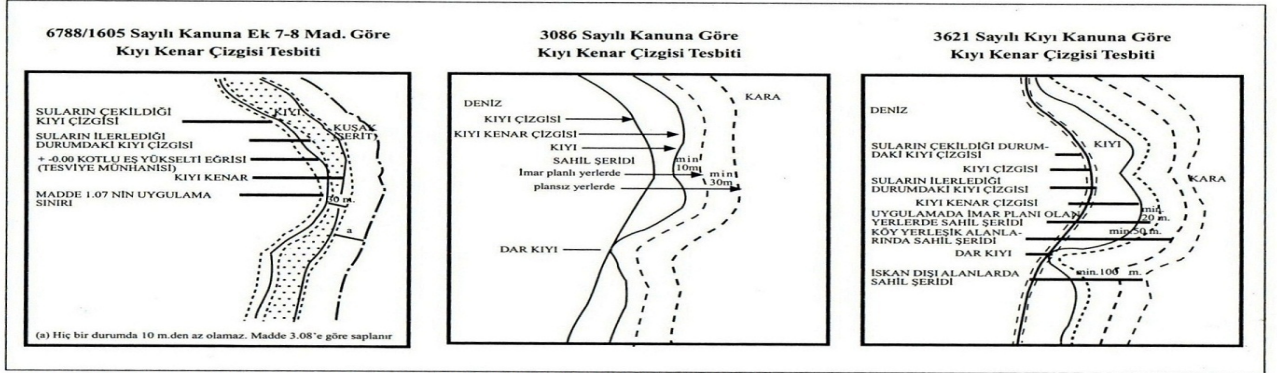 6788/1605 Sayılı Kanuna Ek 7-8 Mad. Göre
Kıyı Kenar Çizgisi Tesbiti
SULARIN ÇEKİLDİĞİ
KIYI ÇİZGİSİ
KIYI
KUŞAK
(ŞERİT)
SULARIN İLERLEDİĞİ
DURUMDAKİ KIYI ÇİZGİSİ
+ -0.00 KOTLU EŞ YÜKSELTİ EĞRİSİ
(TESVİYE MÜNHANİSİ)
KIYI KENAR
MADDE 1.07 NİN UYGULAMA
SINIRI
m.
a
(a) Hiç bir durumda 10 m.den az olamaz. Madde 3.08'e göre saplanır
3086 Sayılı Kanuna Göre
Kıyı Kenar Çizgisi Tesbiti
DENİZ
KARA
KIYI ÇİZGİSİ
KIYI KENAR ÇİZGİSİ
KIYI
SAHİL ŞERİDİ
min
10m
İmar planlı yerlerde
min
30m
plansız yerlerde
DAR KIYI
3621 Sayılı Kıyı Kanuna Göre
Kıyı Kenar Çizgisi Tesbiti
DENİZ
KIYI
SULARIN ÇEKİLDİĞİ DURUM-
DAKİ KIYI ÇİZGİSİ
KIYI ÇİZGİSİ
KARA
SULARIN İLERLEDİĞİ
DURUMDAKİ KIYI ÇİZGİSİ
KIYI KENAR ÇİZGİSİ
min.
20 m.
UYGULAMADA İMAR PLANI OLAN
YERLERDE SAHİL ŞERİDİ
KÖY YERLEŞİK ALANLA-
RINDA SAHİL ŞERİDİ
min.50 m.
DAR KIYI
min.100 m.
İSKAN DIŞI ALANLARDA
SAHİL ŞERİDİ